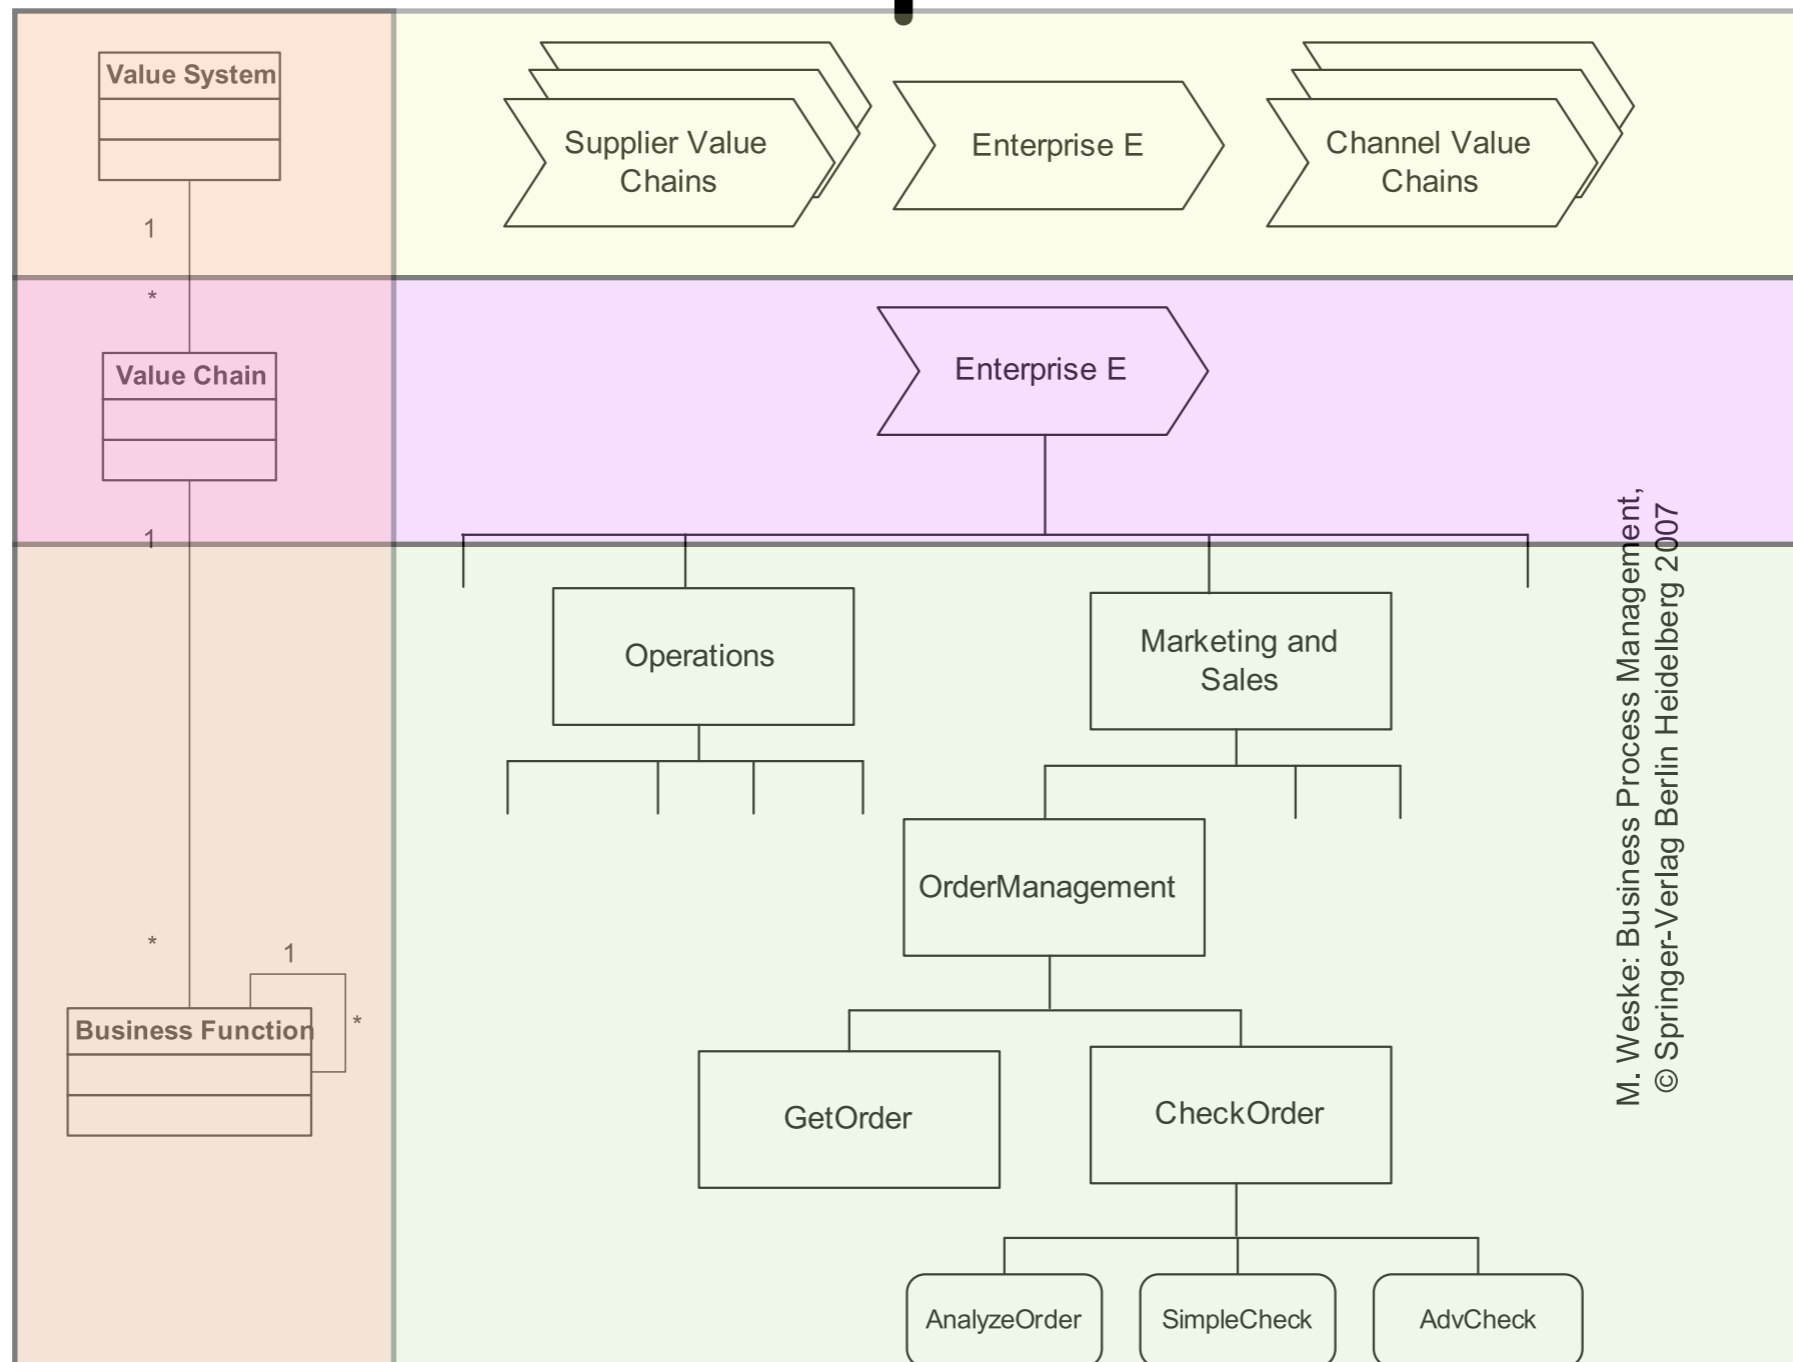 Value System
1
*
Value Chain
1
*
1
*
Business Function
Supplier Value
Chains
Enterprise E
Channel Value
Chains
Enterprise E
Operations
Marketing and
Sales
OrderManagement
GetOrder
CheckOrder
AnalyzeOrder
SimpleCheck
AdvCheck
M. Weske: Business Process Management,
© Springer-Verlag Berlin Heidelberg 2007